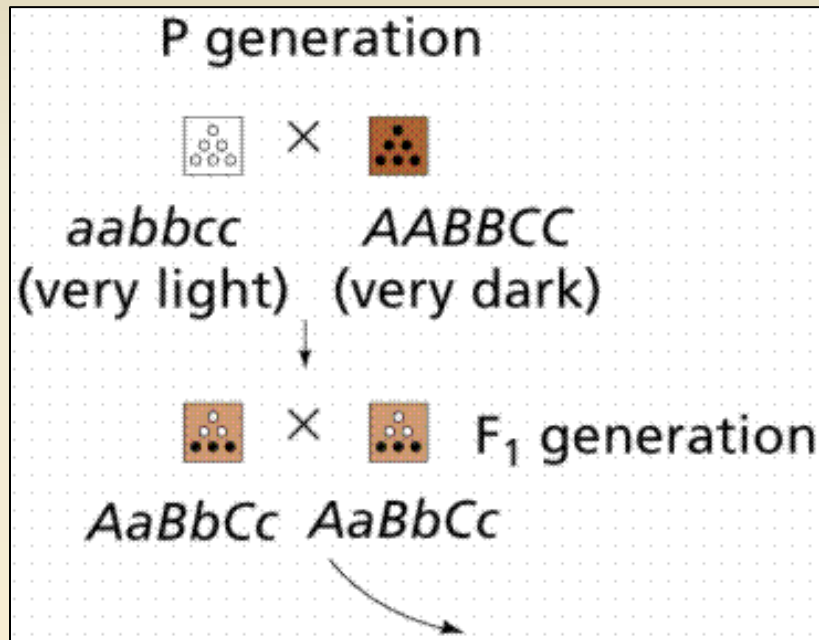 P generation
×
aabbcc AABBCC
(very light) (very dark)
× F₁ generation
AaBbCc AaBbCc